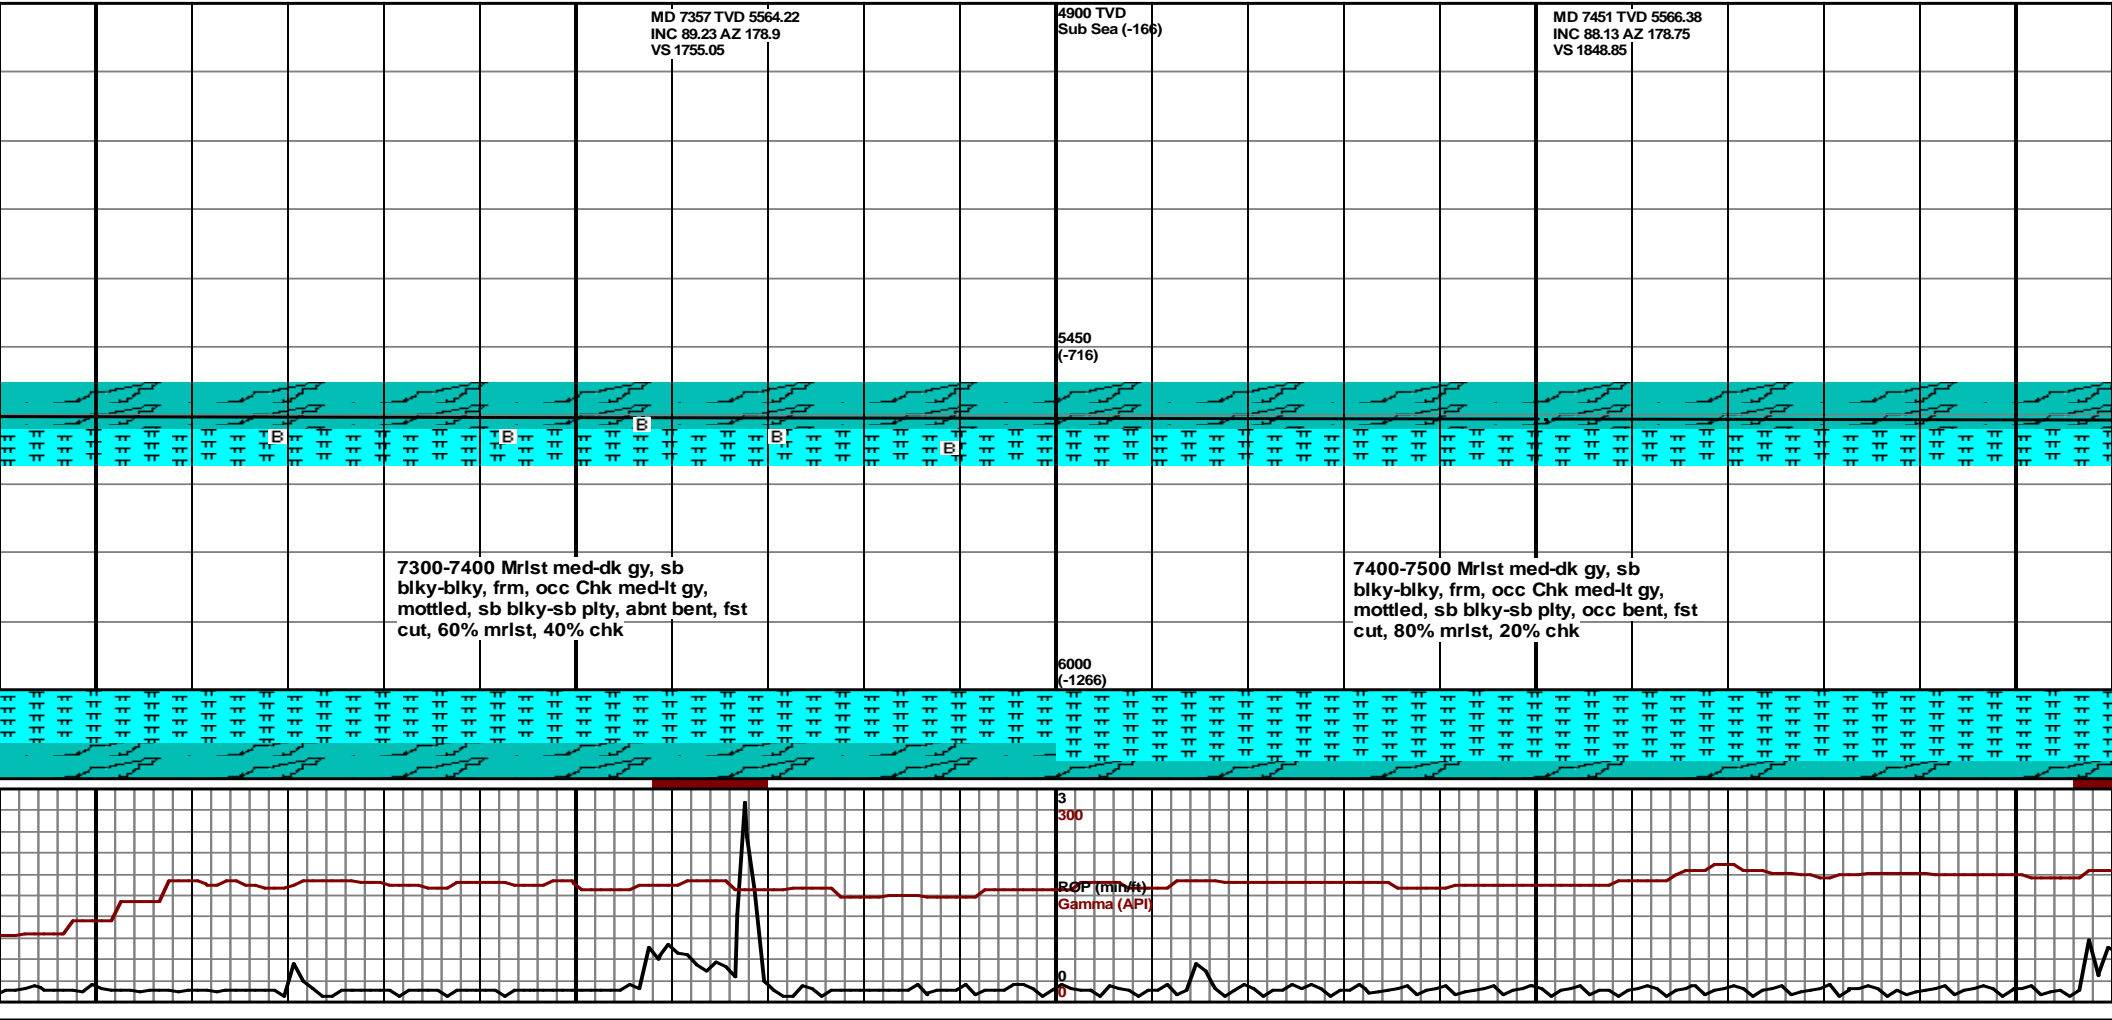 MD 7357 TVD 5564.22
INC 89.23 AZ 178.9
VS 1755.05
4900 TVD
Sub Sea (-166)
MD 7451 TVD 5566.38
INC 88.13 AZ 178.75
VS 1848.85
5450
(-716)
B
B
B
B
B
7300-7400 Mrlst med-dk gy, sb
blky-blky, frm, occ Chk med-lt gy,
mottled, sb blky-sb plty, abnt bent, fst
cut, 60% mrlst, 40% chk
7400-7500 Mrlst med-dk gy, sb
blky-blky, frm, occ Chk med-lt gy,
mottled, sb blky-sb plty, occ bent, fst
cut, 80% mrlst, 20% chk
6000
(-1266)
3
300
ROP (min/ft)
Gamma (API)
0
0